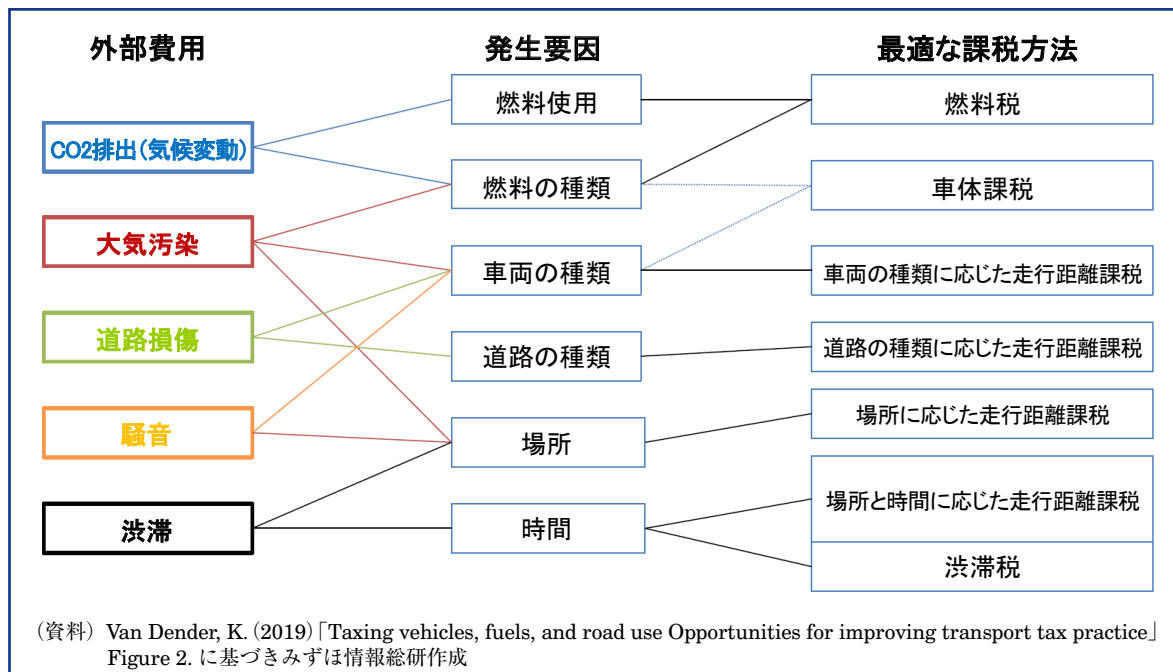 外部費用
発生要因
最適な課税方法
CO2排出(気候変動)
大気汚染
道路損傷
騒音
渋滞
燃料使用
燃料の種類
車両の種類
道路の種類
場所
時間
燃料税
車体課税
車両の種類に応じた走行距離課税
道路の種類に応じた走行距離課税
場所に応じた走行距離課税
場所と時間に応じた走行距離課税
渋滞税
(資料) Van Dender, K. (2019)「Taxing vehicles, fuels, and road use Opportunities for improving transport tax practice」
Figure 2. に基づきみずほ情報総研作成